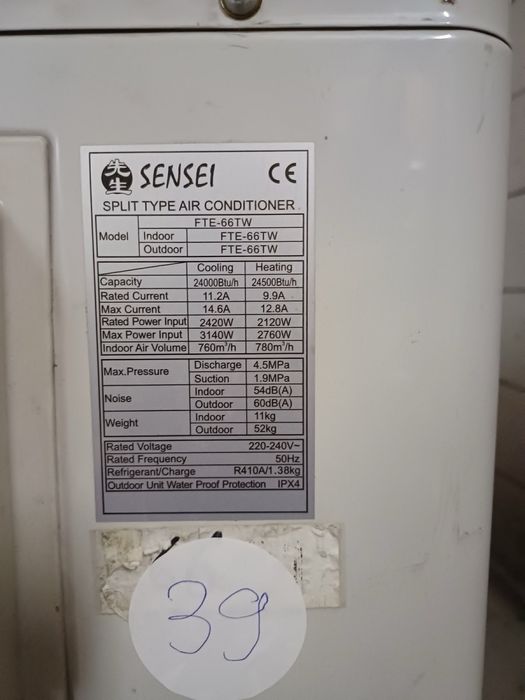 先生 SENSEI CE
SPLIT TYPE AIR CONDITIONER
Model FTE-66TW
Indoor FTE-66TW
Outdoor FTE-66TW
Cooling Heating
Capacity 24000Btu/h 24500Btu/h
Rated Current 11.2A 9.9A
Max Current 14.6A 12.8A
Rated Power Input 2420W 2120W
Max Power Input 3140W 2760W
Indoor Air Volume 760m³/h 780m³/h
Max.Pressure Discharge 4.5MPa
Suction 1.9MPa
Noise Indoor 54dB(A)
Outdoor 60dB(A)
Weight Indoor 11kg
Outdoor 52kg
Rated Voltage 220-240V~
Rated Frequency 50Hz
Refrigerant/Charge R410A/1.38kg
Outdoor Unit Water Proof Protection IPX4
39